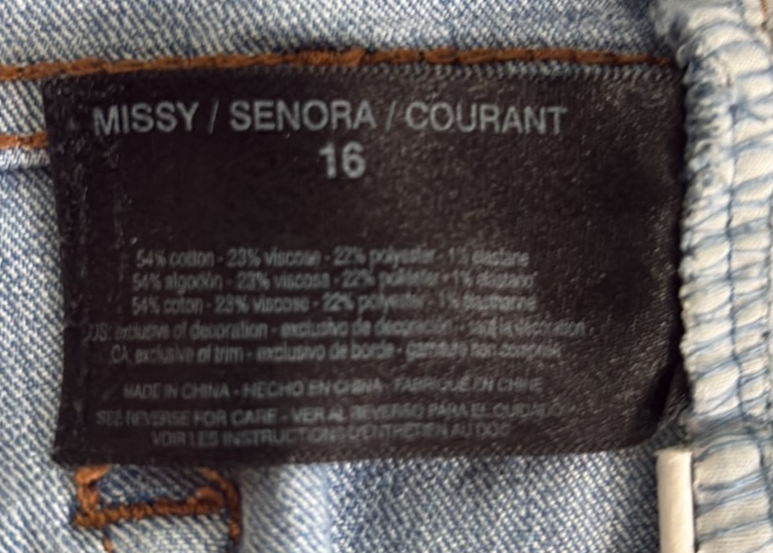 MISSY / SENORA / COURANT
16
54% cotton - 23% viscose - 22% polyester - 1% elastane
54% algodón - 23% viscosa - 22% poliéster - 1% elastano
54% coton - 23% viscose - 22% polyester - 1% élasthanne
US: exclusive of decoration - exclusivo de decoración - sauf la décoration
CA exclusive of trim - exclusivo de borde - garniture non comprise
MADE IN CHINA - HECHO EN CHINA - FABRIQUÉ EN CHINE
SEE REVERSE FOR CARE - VER AL REVERSO PARA EL CUIDADO
VOIR LES INSTRUCTIONS D'ENTRETIEN AU DOS